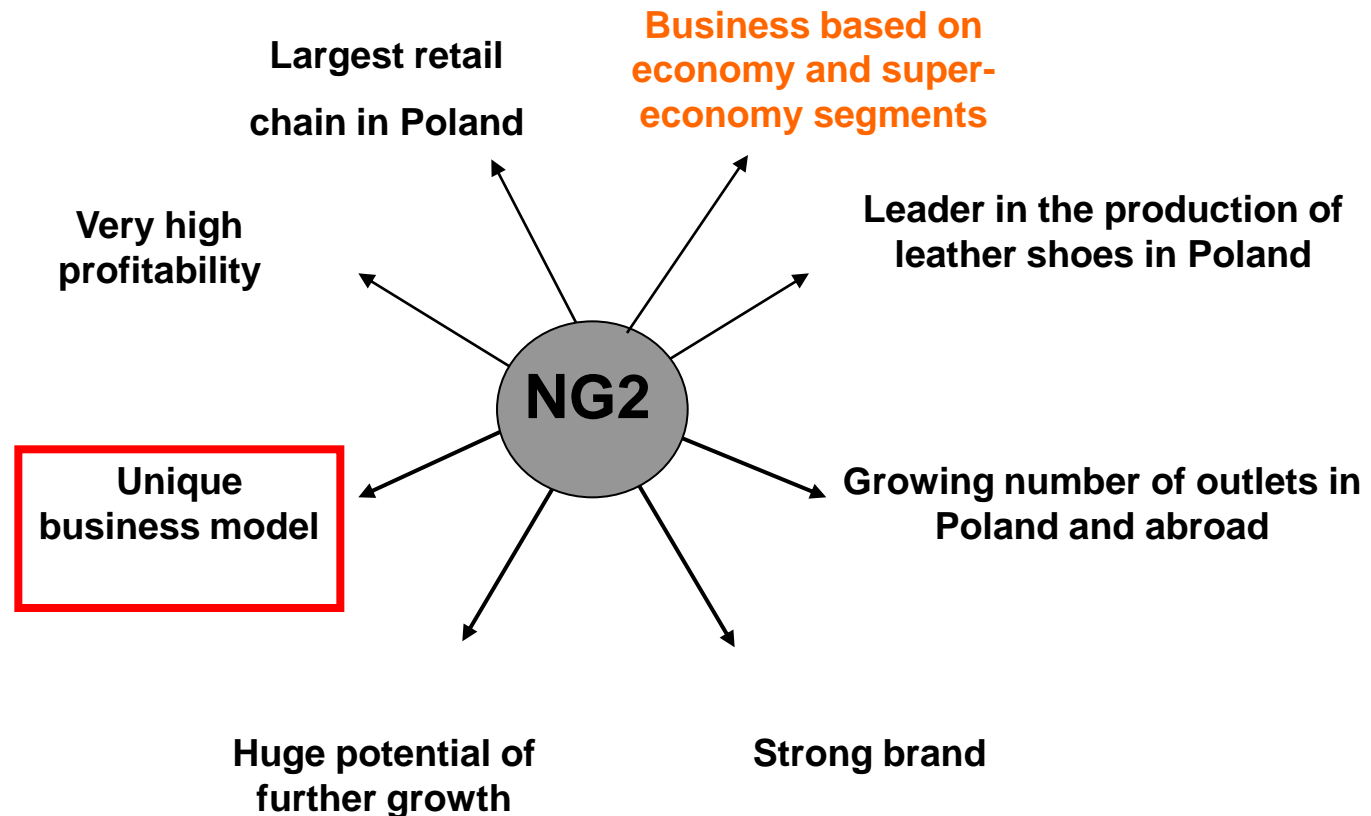 Largest retail
chain in Poland
Business based on
economy and super-
economy segments
Very high
profitability
Leader in the production of
leather shoes in Poland
NG2
Unique
business model
Growing number of outlets in
Poland and abroad
Huge potential of
further growth
Strong brand